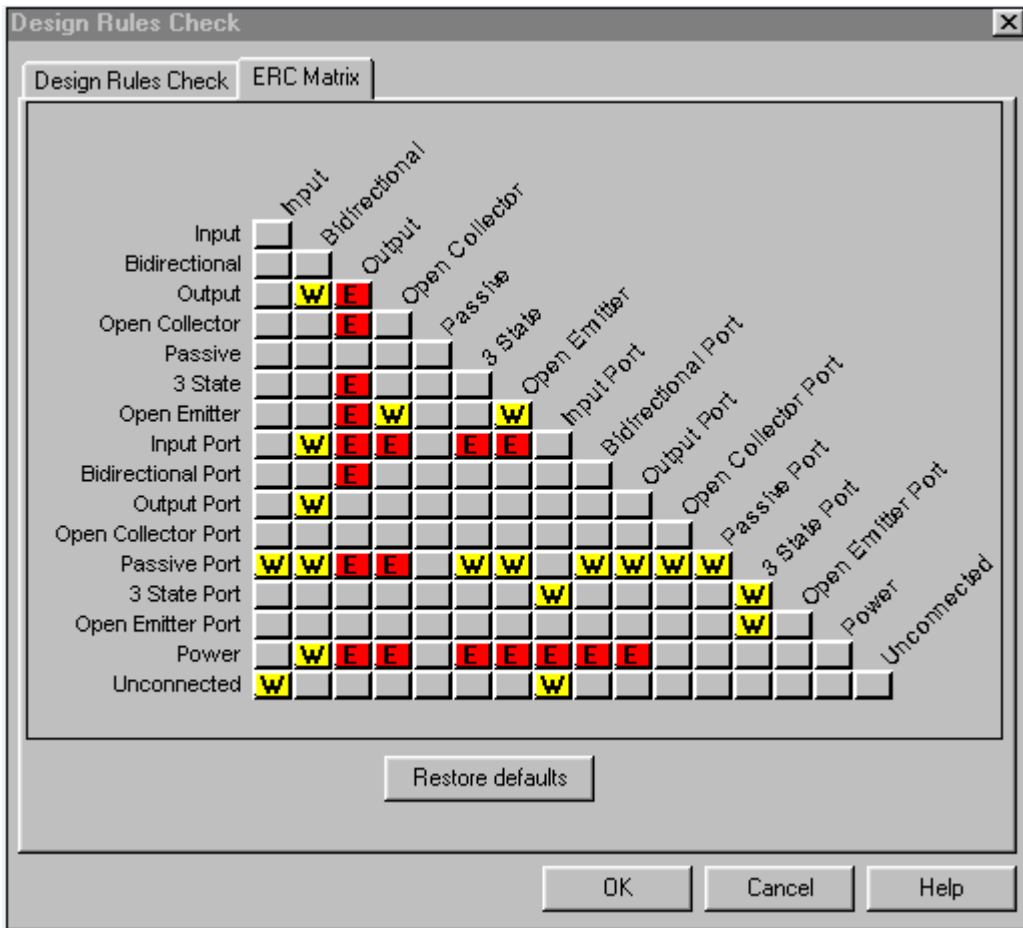 Design Rules Check
Design Rules Check
ERC Matrix
Input
Bidirectional
Output
Open Collector
Passive
3 State
Open Emitter
Input Port
Bidirectional Port
Output Port
Open Collector Port
Passive Port
3 State Port
Open Emitter Port
Power
Unconnected
Input
Bidirectional
Output W E
Open Collector E
Passive
3 State E
Open Emitter E W W
Input Port W E E E E
Bidirectional Port E
Output Port W
Open Collector Port
Passive Port W W E E W W W W W W
3 State Port W W
Open Emitter Port W
Power W E E E E E E E
Unconnected W W
Restore defaults
OK Cancel Help